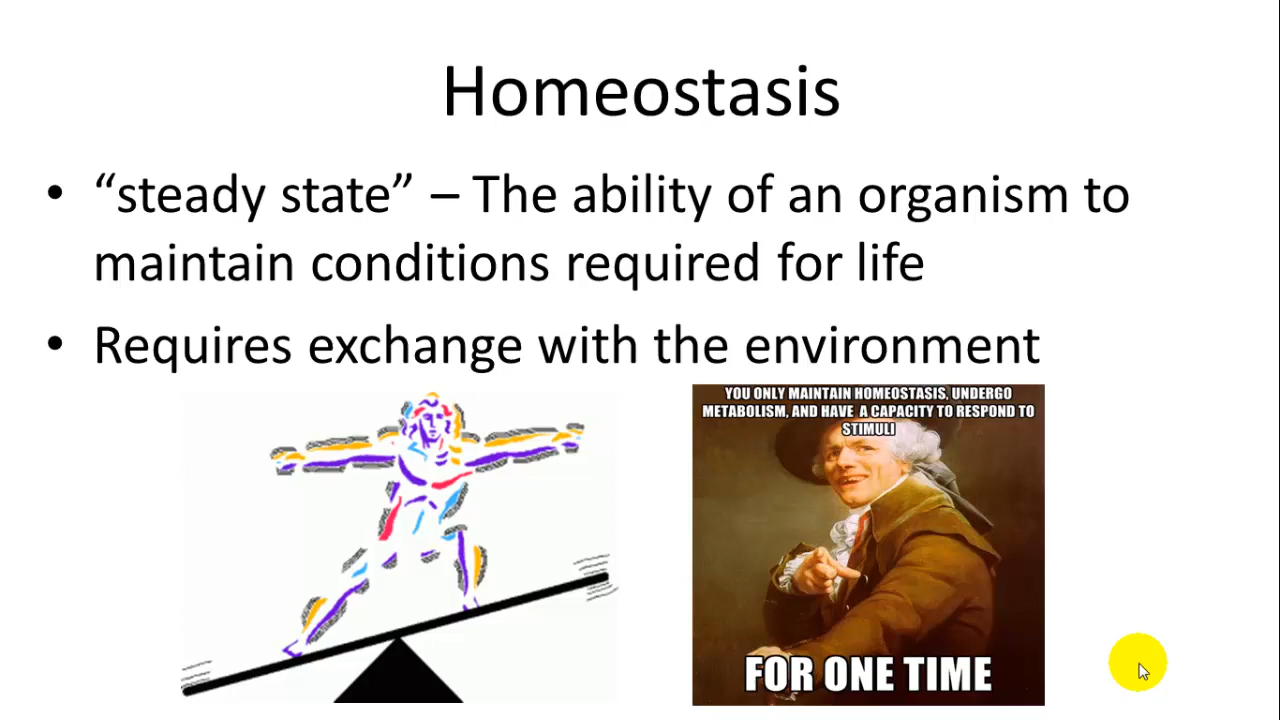 Homeostasis
• “steady state” – The ability of an organism to
maintain conditions required for life
• Requires exchange with the environment
YOU ONLY MAINTAIN HOMEOSTASIS, UNDERGO
METABOLISM, AND HAVE A CAPACITY TO RESPOND TO
STIMULI
FOR ONE TIME